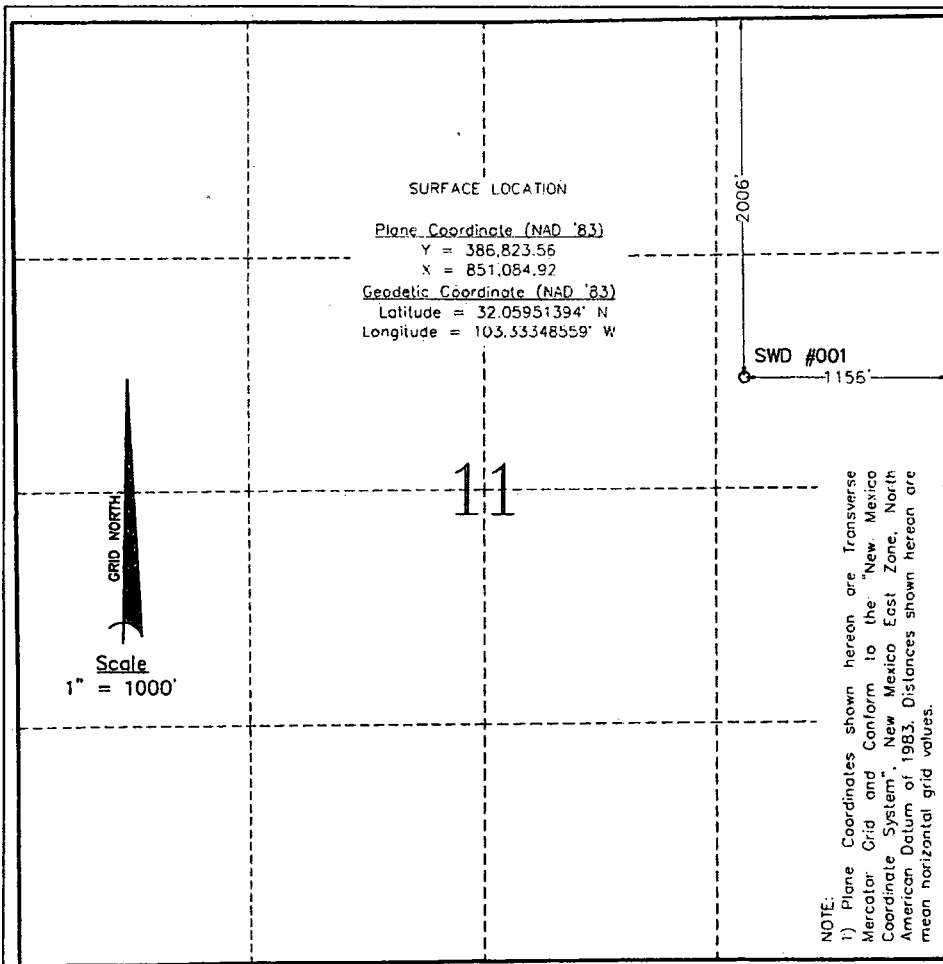 SURFACE LOCATION
Plane Coordinate (NAD '83)
Y = 386,823.56
X = 851,084.92
Geodetic Coordinate (NAD '83)
Latitude = 32.05951394° N
Longitude = 103.33348559° W
2006'
SWD #001
1156'
11
GRID NORTH
Scale
1" = 1000'
NOTE:
1) Plane Coordinates shown hereon are Transverse
Mercator Grid and Conform to the "New Mexico
Coordinate System", New Mexico East Zone, North
American Datum of 1983. Distances shown hereon are
mean horizontal grid values.